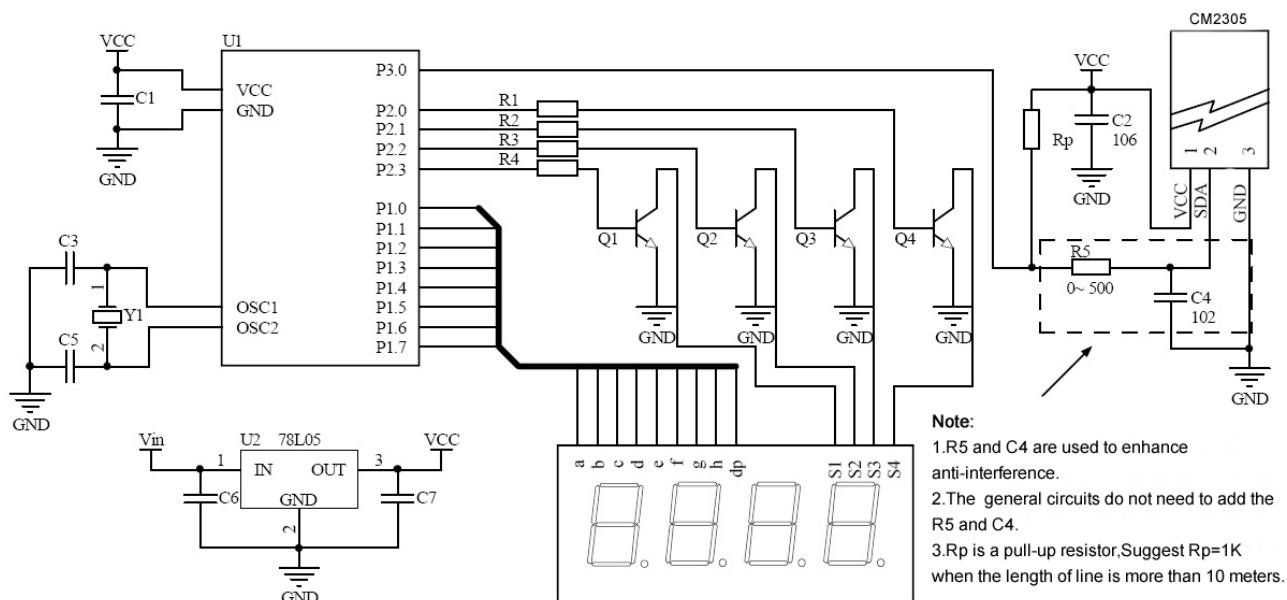 CM2305
VCC
U1
VCC
P3.0
VCC
C1
GND
P2.0
P2.1
P2.2
P2.3
R1
R2
R3
R4
Rp
C2
106
1
2
3
VCC
SDA
GND
GND
GND
P1.0
P1.1
P1.2
P1.3
P1.4
P1.5
P1.6
P1.7
Q1
Q2
Q3
Q4
R5
0~ 500
C4
102
C3
1
Y1
2
C5
OSC1
OSC2
GND
GND
GND
GND
GND
GND
Vin
U2
78L05
VCC
1
IN
OUT
3
C6
GND
C7
2
GND
a
b
c
d
e
f
g
h
dp
S1
S2
S3
S4
Note:
1.R5 and C4 are used to enhance
anti-interference.
2.The general circuits do not need to add the
R5 and C4.
3.Rp is a pull-up resistor,Suggest Rp=1K
when the length of line is more than 10 meters.